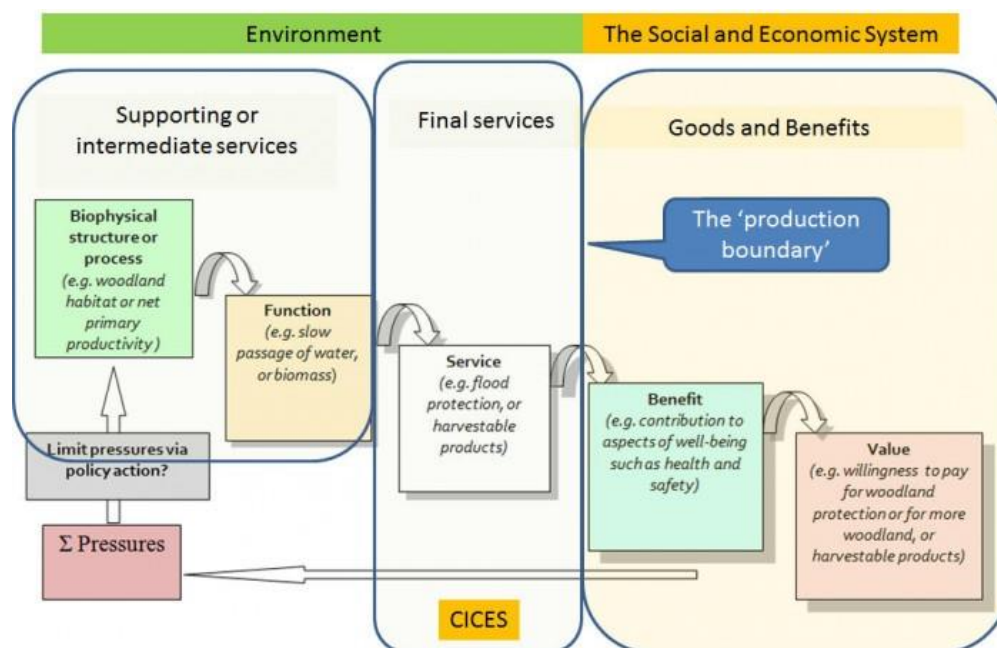 Environment
The Social and Economic System
Supporting or
intermediate services
Final services
Goods and Benefits
The ‘production
boundary’
Biophysical
structure or
process
(e.g. woodland
habitat or net
primary
productivity )
Function
(e.g. slow
passage of water,
or biomass)
Service
(e.g. flood
protection, or
harvestable
products)
Benefit
(e.g. contribution to
aspects of well-being
such as health and
safety)
Value
(e.g. willingness to pay
for woodland
protection or for more
woodland, or
harvestable products)
Limit pressures via
policy action?
Σ Pressures
CICES